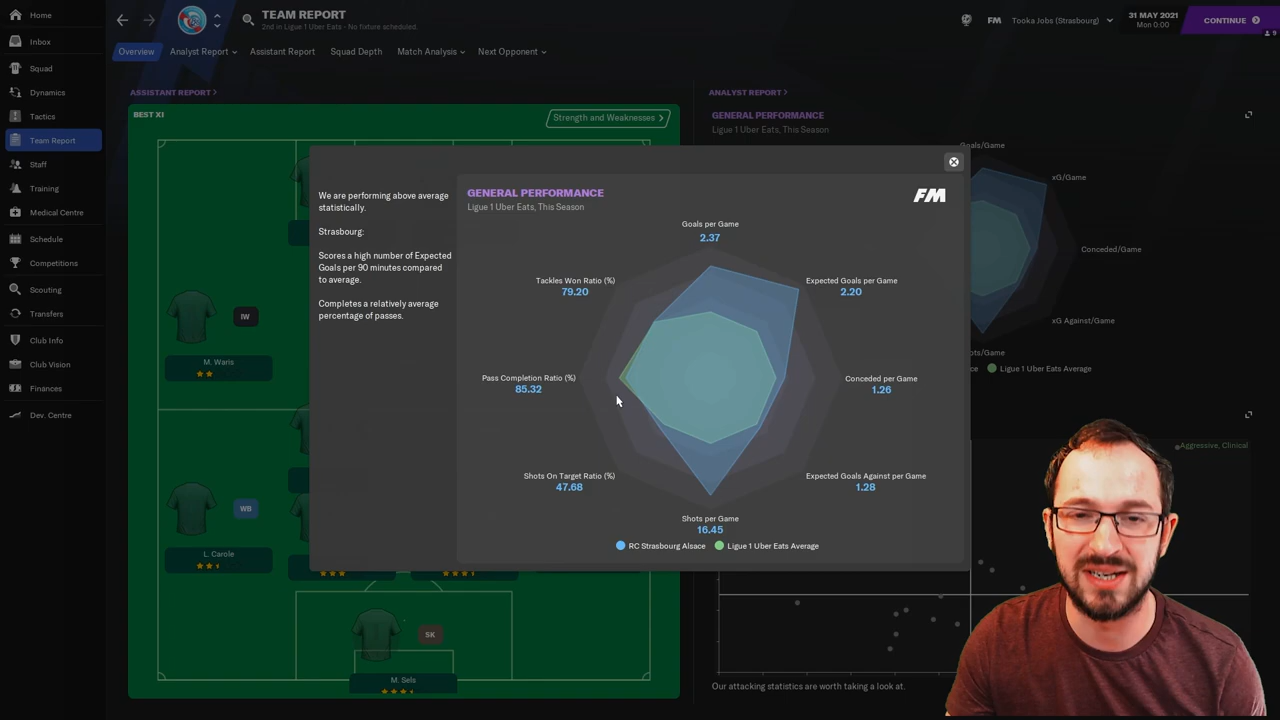 Home
Inbox
Squad
Dynamics
Tactics
Team Report
Staff
Training
Medical Centre
Schedule
Competitions
Scouting
Transfers
Club Info
Club Vision
Finances
Dev. Centre
TEAM REPORT
2nd in Ligue 1 Uber Eats - No fixture scheduled.
FM
Tooka Jobs (Strasbourg)
31 MAY 2021
Mon 0:00
CONTINUE
9
Overview
Analyst Report
Assistant Report
Squad Depth
Match Analysis
Next Opponent
ASSISTANT REPORT >
BEST XI
Strength and Weaknesses >
IW
M. Waris
WB
L. Carole
SK
M. Sels
We are performing above average
statistically.
Strasbourg:
Scores a high number of Expected
Goals per 90 minutes compared
to average.
Completes a relatively average
percentage of passes.
GENERAL PERFORMANCE
Ligue 1 Uber Eats, This Season
FM
Goals per Game
2.37
Tackles Won Ratio (%)
79.20
Expected Goals per Game
2.20
Pass Completion Ratio (%)
85.32
Conceded per Game
1.26
Shots On Target Ratio (%)
47.68
Expected Goals Against per Game
1.28
Shots per Game
16.45
RC Strasbourg Alsace
Ligue 1 Uber Eats Average
ANALYST REPORT >
GENERAL PERFORMANCE
Ligue 1 Uber Eats, This Season
Goals/Game
xG/Game
Conceded/Game
xG Against/Game
Ligue 1 Uber Eats Average
Aggressive, Clinical
Our attacking statistics are worth taking a look at.